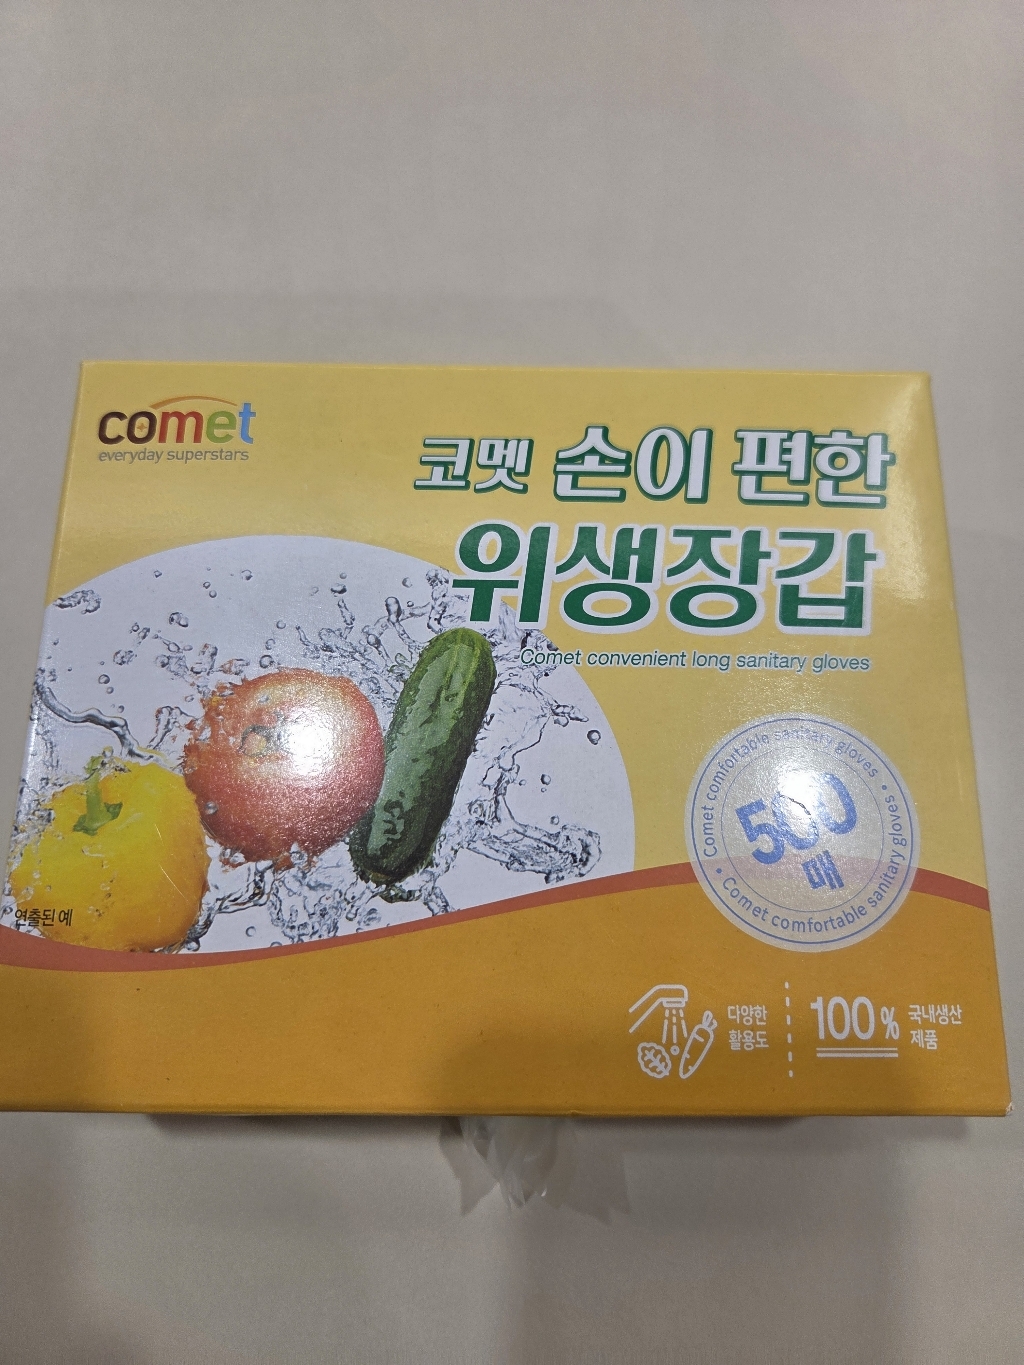 comet
everyday superstars
코멧 손이 편한
위생장갑
Comet convenient long sanitary gloves
Comet comfortable sanitary gloves •
500
매
Comet comfortable sanitary gloves •
연출된 예
다양한
활용도
100%
국내생산
제품